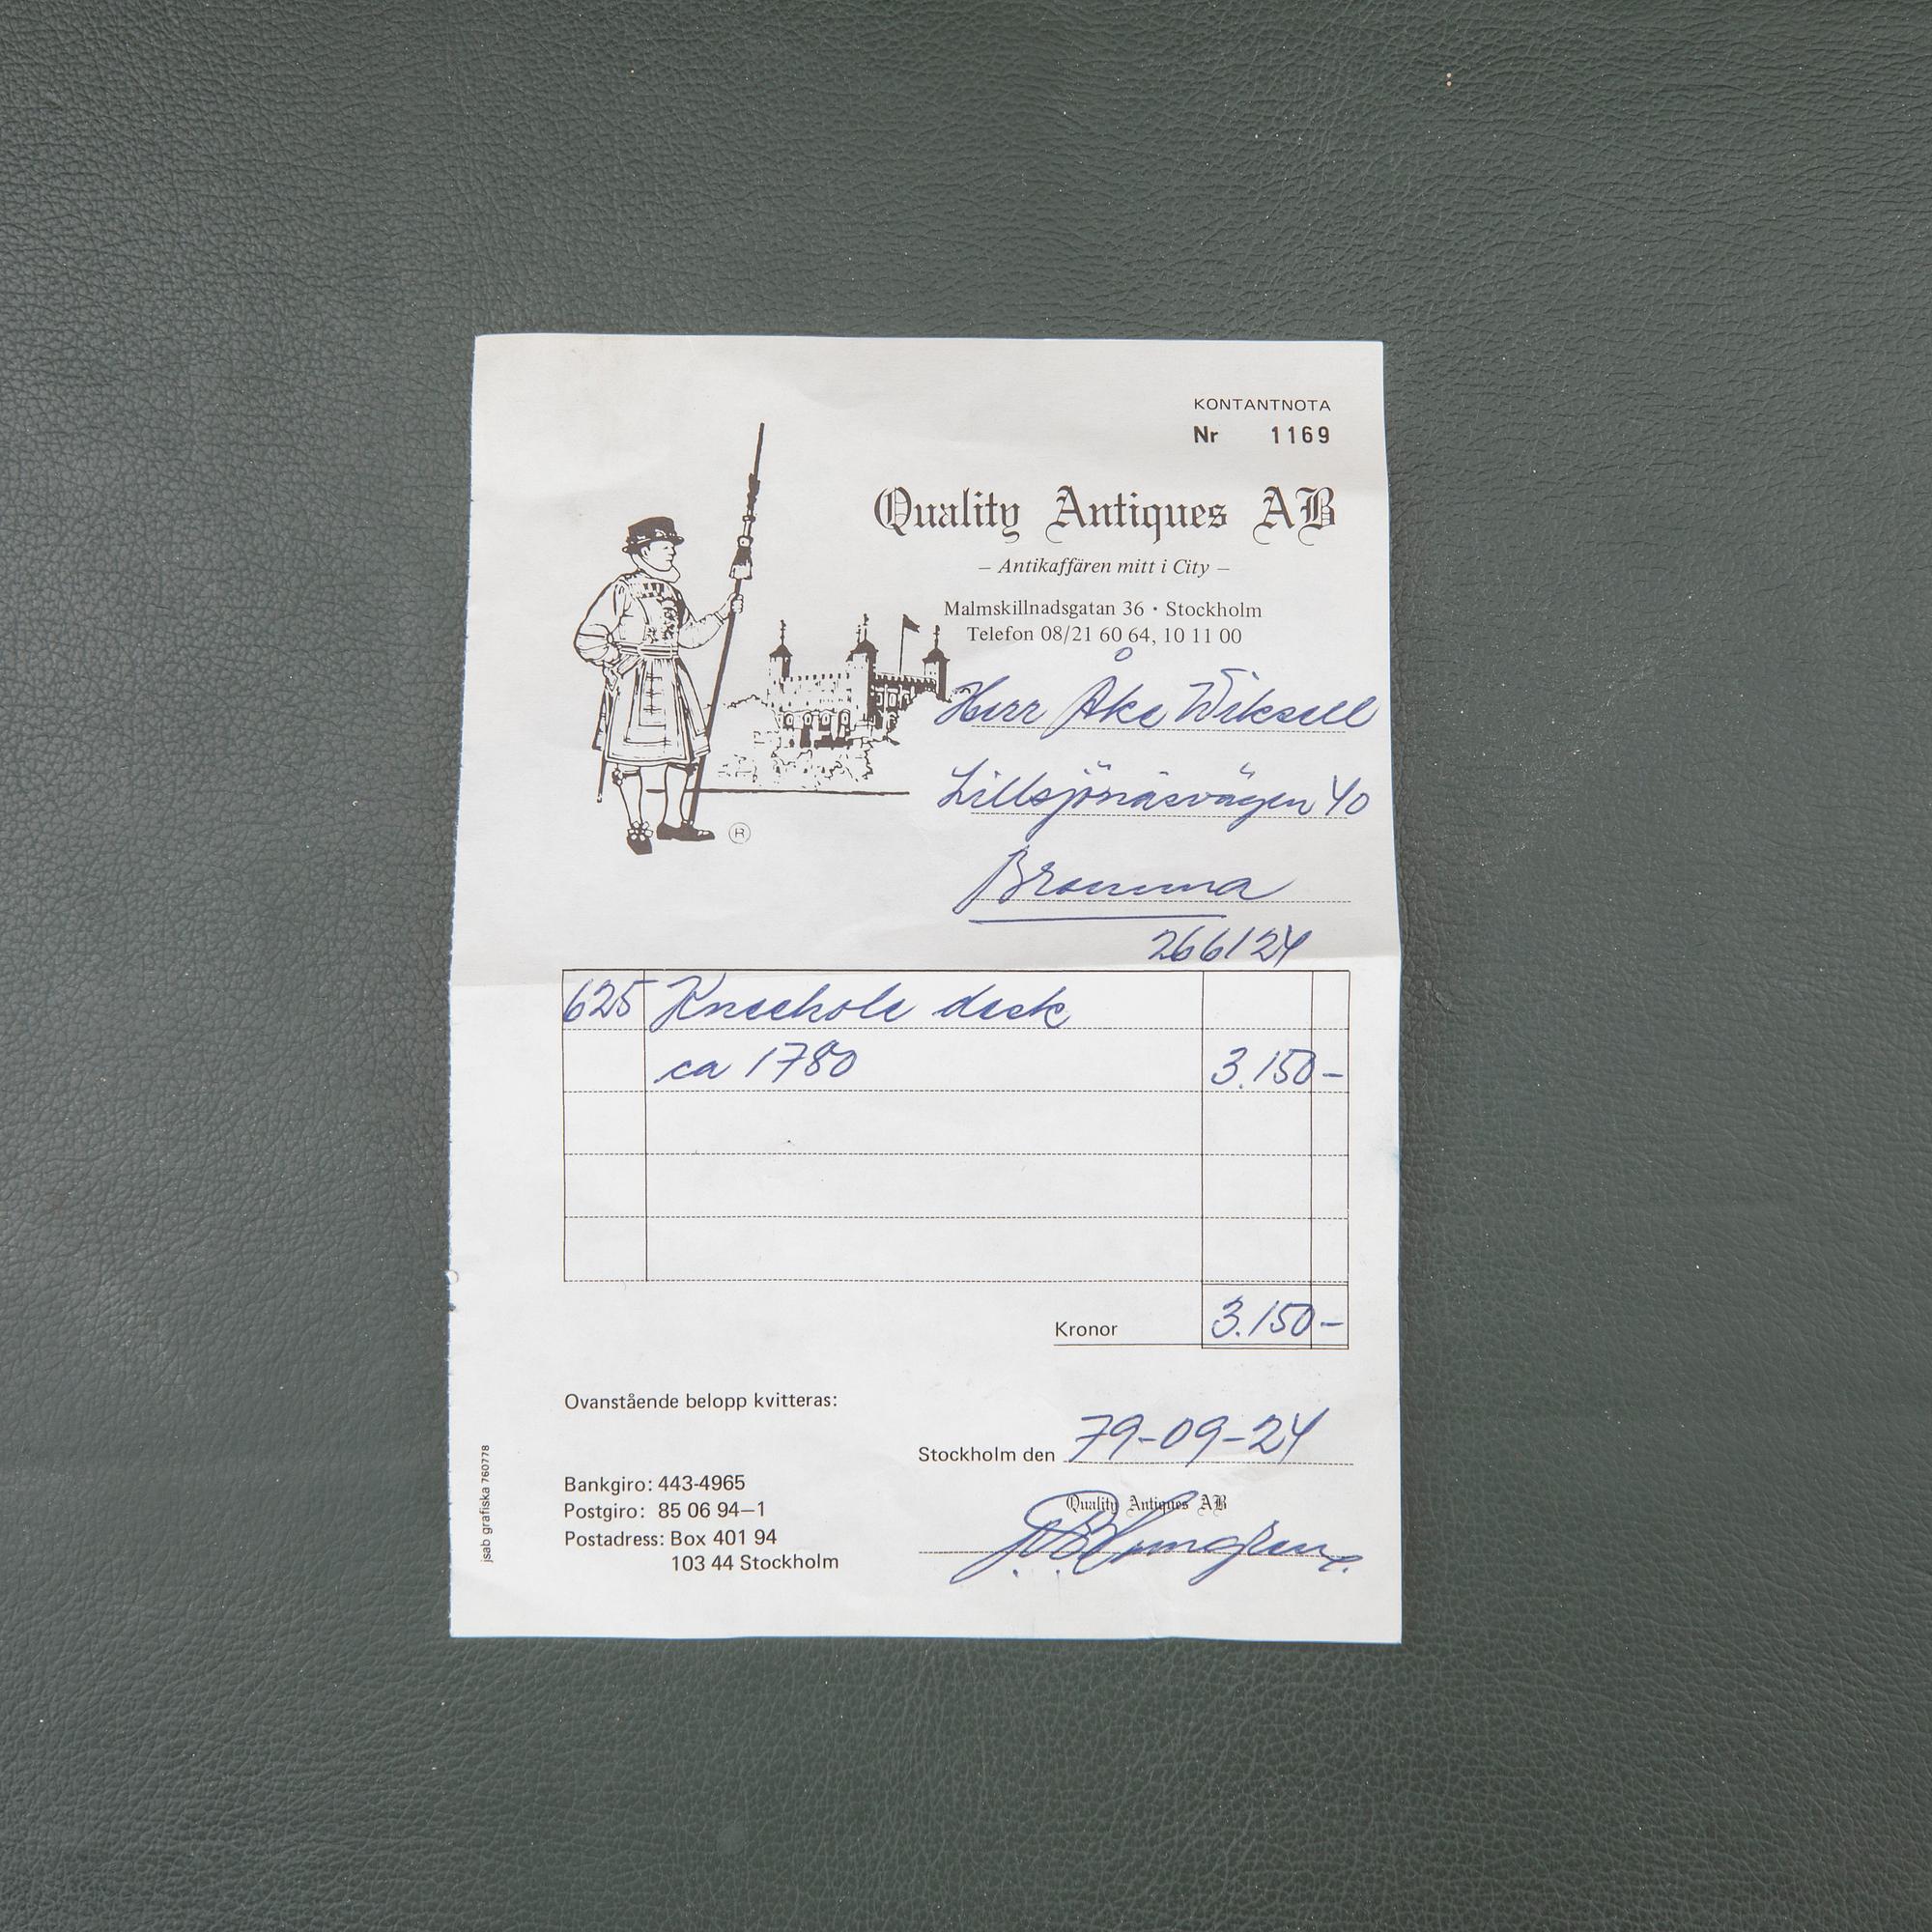 KONTANTNOTA
Nr 1169
Quality Antiques AB
– Antikaffären mitt i City –
Malmskillnadsgatan 36 · Stockholm
Telefon 08/21 60 64, 10 11 00
Herr Åke Wiksell
Lillsjönäsvägen 40
Bromma
266124
®
625 Kneehole desk
ca 1780 3.150-
Kronor 3.150-
Ovanstående belopp kvitteras:
Stockholm den 79-09-24
Bankgiro: 443-4965
Postgiro: 85 06 94–1
Postadress: Box 401 94
103 44 Stockholm
Quality Antiques AB
jsab grafiska 760778